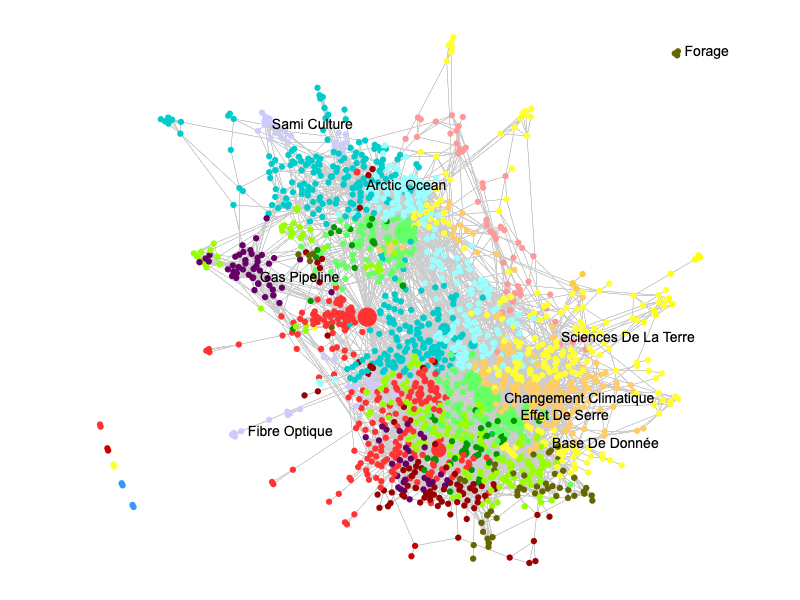 Forage
Sami Culture
Arctic Ocean
Gas Pipeline
Sciences De La Terre
Changement Climatique
Effet De Serre
Fibre Optique
Base De Donnée